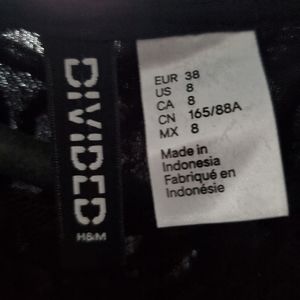 DIVIDED
H&M
EUR 38
US 8
CA 8
CN 165/88A
MX 8
Made in
Indonesia
Fabriqué en
Indonésie